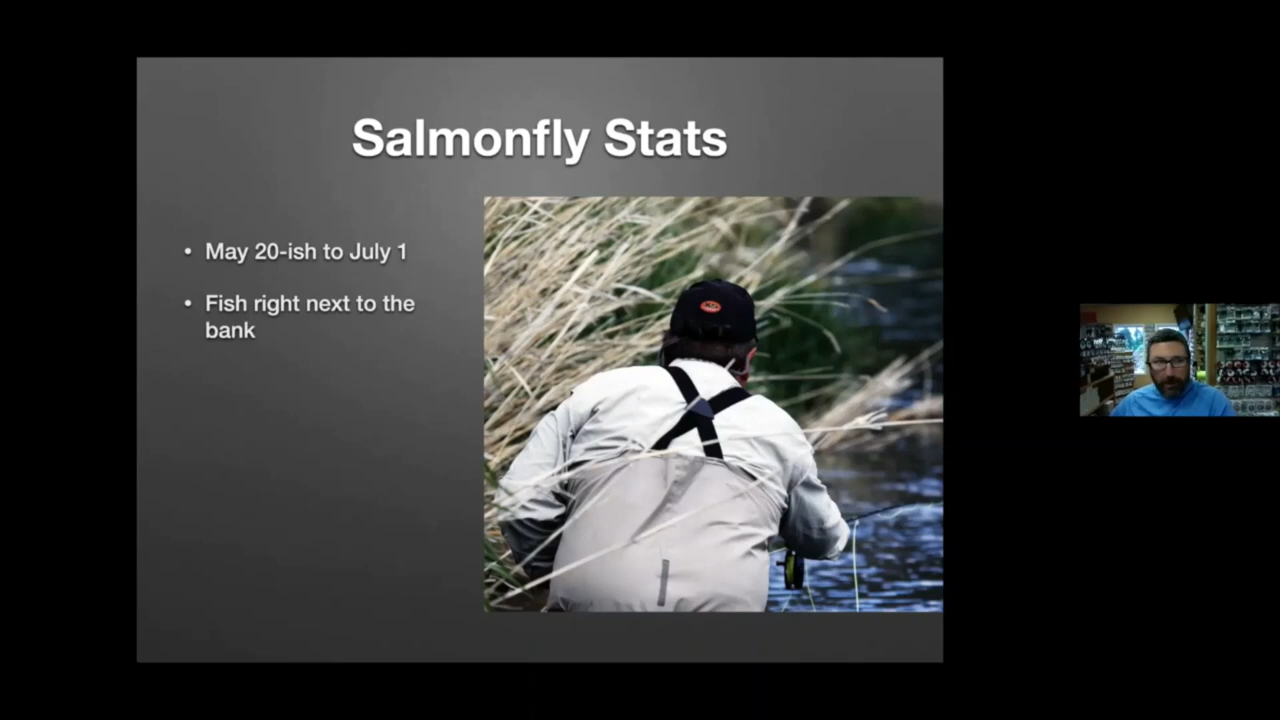 Salmonfly Stats
• May 20-ish to July 1
• Fish right next to the
bank